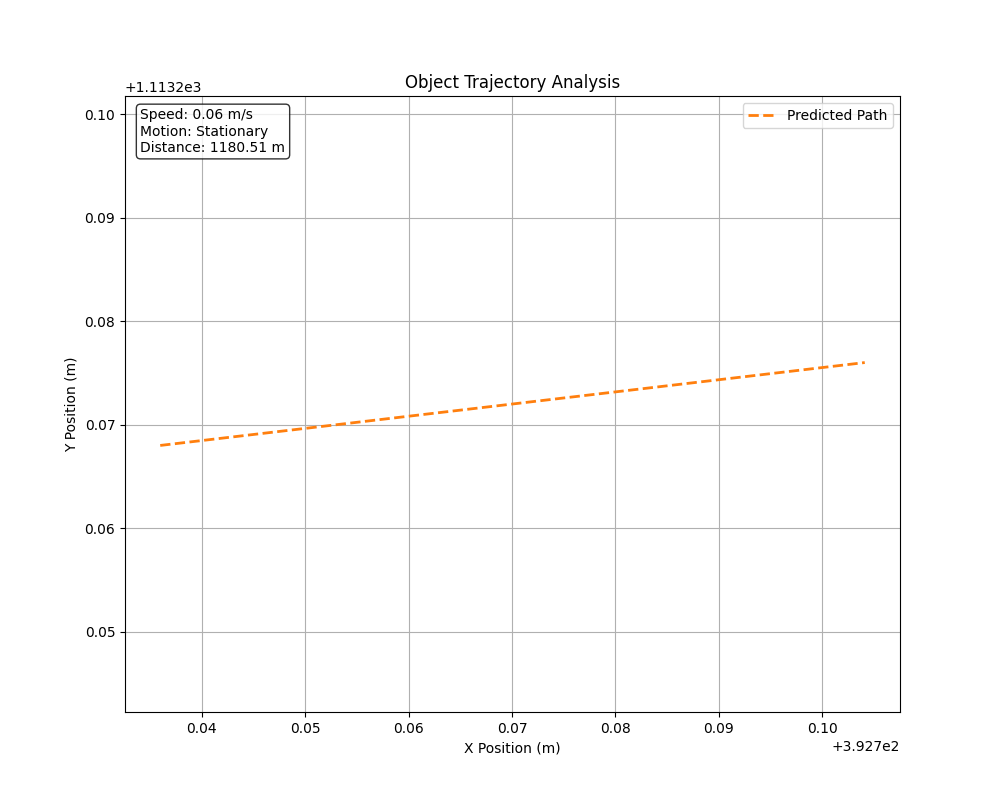 Object Trajectory Analysis
+1.1132e3
Speed: 0.06 m/s
Motion: Stationary
Distance: 1180.51 m
Predicted Path
0.10
0.09
0.08
0.07
0.06
0.05
Y Position (m)
0.04 0.05 0.06 0.07 0.08 0.09 0.10
X Position (m)
+3.927e2